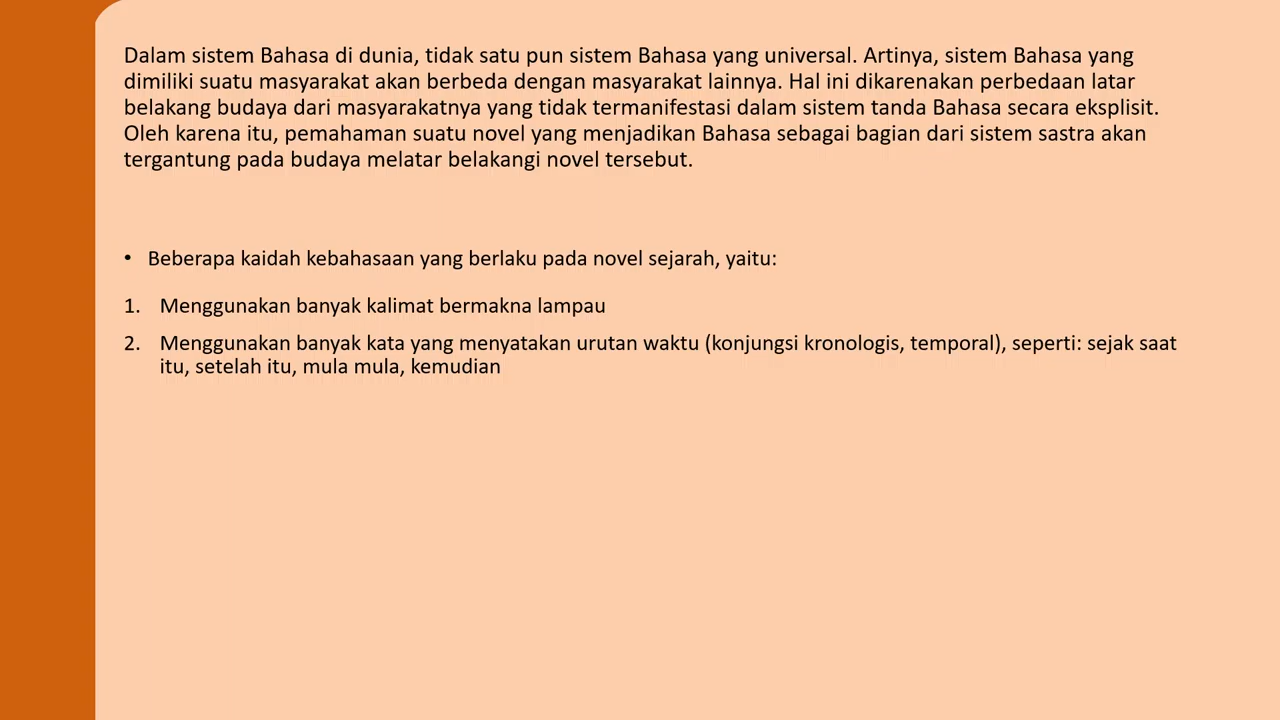 Dalam sistem Bahasa di dunia, tidak satu pun sistem Bahasa yang universal. Artinya, sistem Bahasa yang
dimiliki suatu masyarakat akan berbeda dengan masyarakat lainnya. Hal ini dikarenakan perbedaan latar
belakang budaya dari masyarakatnya yang tidak termanifestasi dalam sistem tanda Bahasa secara eksplisit.
Oleh karena itu, pemahaman suatu novel yang menjadikan Bahasa sebagai bagian dari sistem sastra akan
tergantung pada budaya melatar belakangi novel tersebut.
• Beberapa kaidah kebahasaan yang berlaku pada novel sejarah, yaitu:
1. Menggunakan banyak kalimat bermakna lampau
2. Menggunakan banyak kata yang menyatakan urutan waktu (konjungsi kronologis, temporal), seperti: sejak saat
itu, setelah itu, mula mula, kemudian